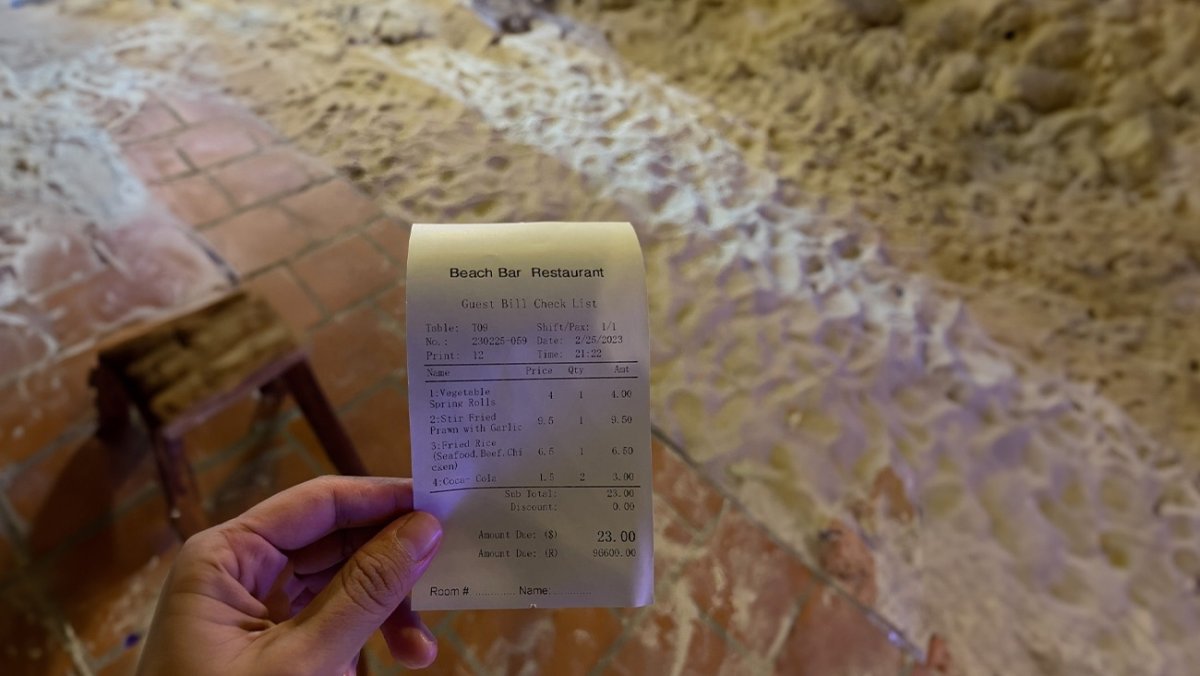 Beach Bar Restaurant
Guest Bill Check List
Table: T09 Shift/Pax: 1/1
No.: 230225-059 Date: 2/25/2023
Print: 12 Time: 21:22
Name Price Qty Amt
1:Vegetable
Spring Rolls 4 1 4.00
2:Stir Fried
Prawn with Garlic 9.5 1 9.50
3:Fried Rice
(Seafood,Beef,Chi 6.5 1 6.50
cken)
4:Coca- Cola 1.5 2 3.00
Sub Total: 23.00
Discount: 0.00
Amount Due: ($) 23.00
Amount Due: (R) 96600.00
Room # ............ Name: ............